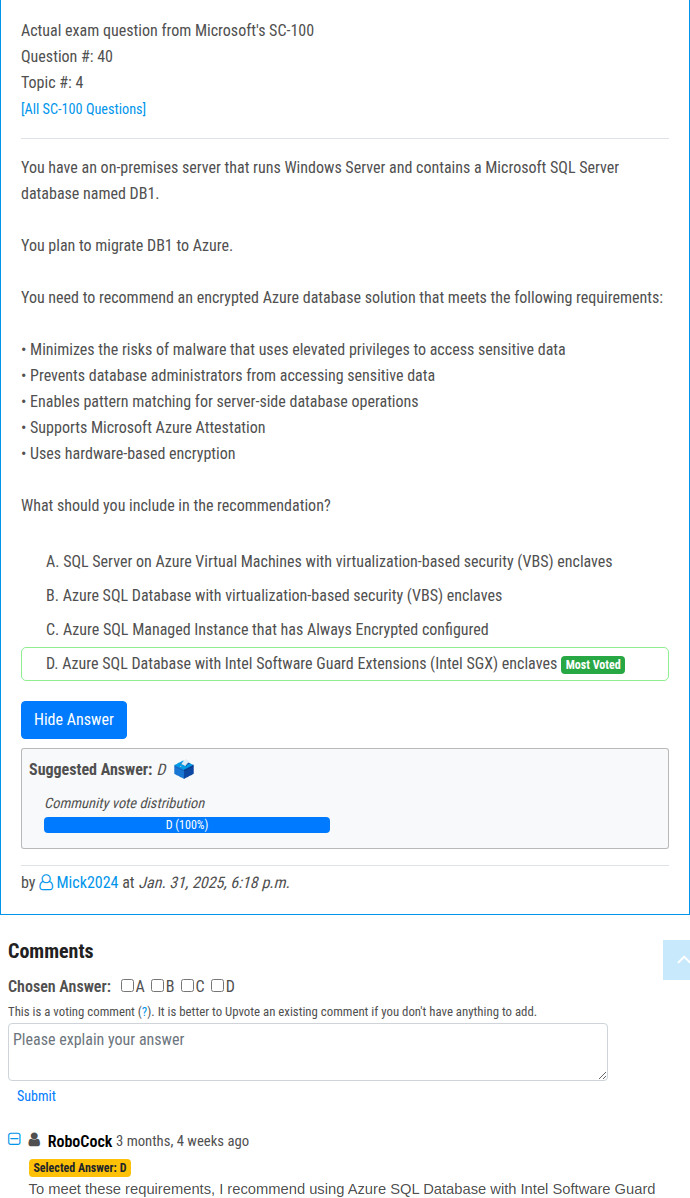 Actual exam question from Microsoft's SC-100
Question #: 40
Topic #: 4
[All SC-100 Questions]
You have an on-premises server that runs Windows Server and contains a Microsoft SQL Server
database named DB1.
You plan to migrate DB1 to Azure.
You need to recommend an encrypted Azure database solution that meets the following requirements:
• Minimizes the risks of malware that uses elevated privileges to access sensitive data
• Prevents database administrators from accessing sensitive data
• Enables pattern matching for server-side database operations
• Supports Microsoft Azure Attestation
• Uses hardware-based encryption
What should you include in the recommendation?
A. SQL Server on Azure Virtual Machines with virtualization-based security (VBS) enclaves
B. Azure SQL Database with virtualization-based security (VBS) enclaves
C. Azure SQL Managed Instance that has Always Encrypted configured
D. Azure SQL Database with Intel Software Guard Extensions (Intel SGX) enclaves Most Voted
Hide Answer
Suggested Answer: D
Community vote distribution
D (100%)
by Mick2024 at Jan. 31, 2025, 6:18 p.m.
Comments
Chosen Answer: A B C D
This is a voting comment (?). It is better to Upvote an existing comment if you don't have anything to add.
Please explain your answer
Submit
RoboCock 3 months, 4 weeks ago
Selected Answer: D
To meet these requirements, I recommend using Azure SQL Database with Intel Software Guard